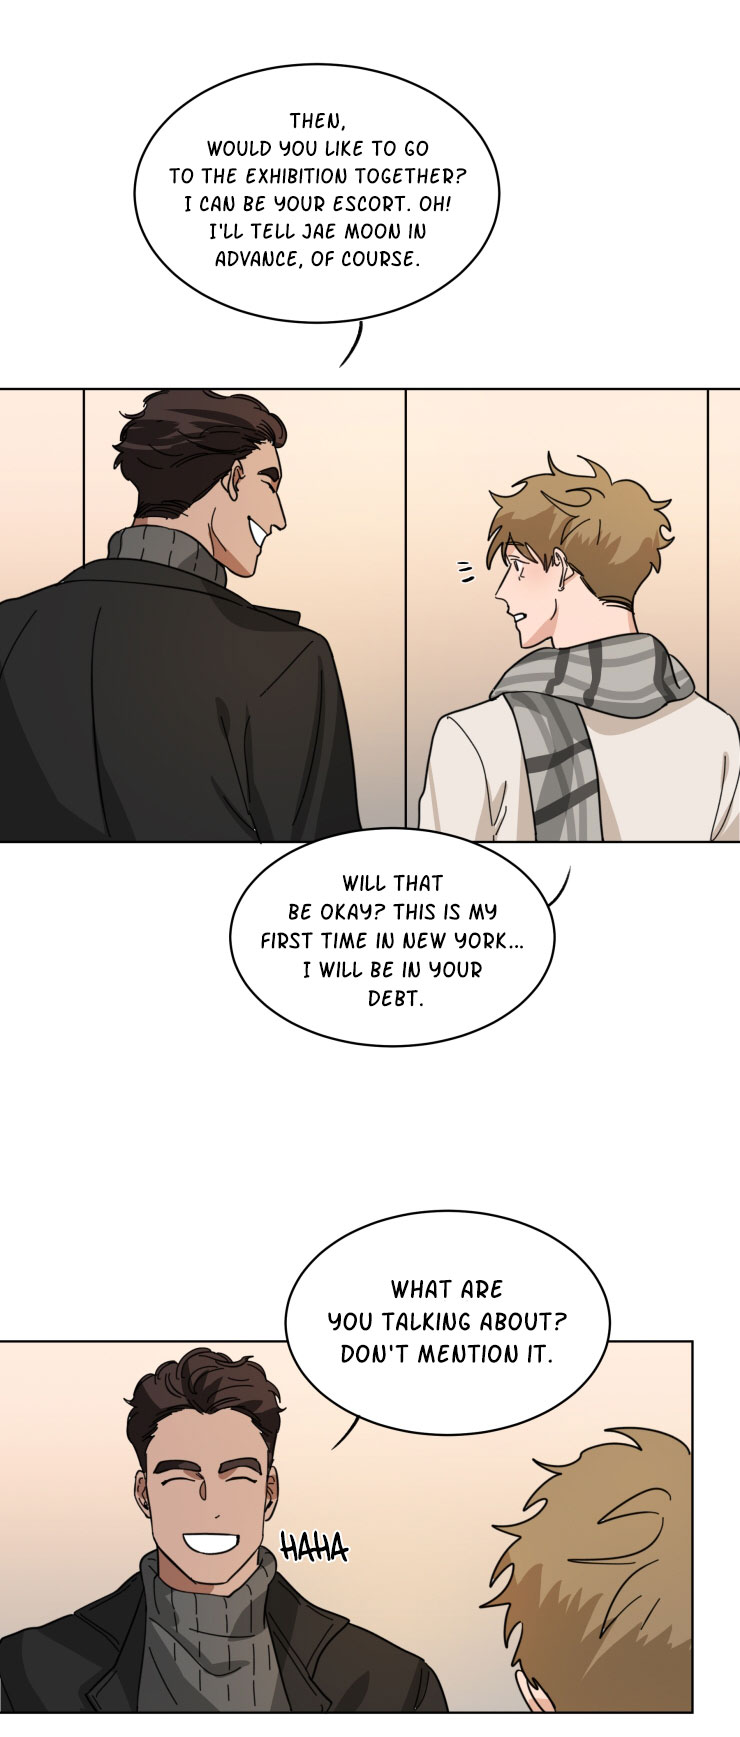 THEN,
WOULD YOU LIKE TO GO
TO THE EXHIBITION TOGETHER?
I CAN BE YOUR ESCORT. OH!
I'LL TELL JAE MOON IN
ADVANCE, OF COURSE.
WILL THAT
BE OKAY? THIS IS MY
FIRST TIME IN NEW YORK...
I WILL BE IN YOUR
DEBT.
WHAT ARE
YOU TALKING ABOUT?
DON'T MENTION IT.
HAHA